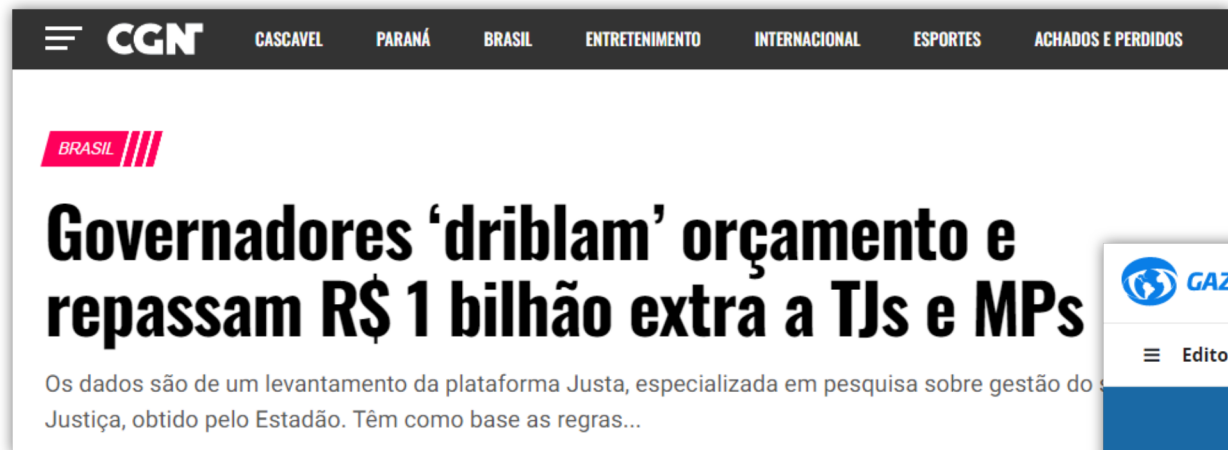 CGN CASCAVEL PARANÁ BRASIL ENTRETENIMENTO INTERNACIONAL ESPORTES ACHADOS E PERDIDOS
BRASIL
Governadores ‘driblam’ orçamento e
repassam R$ 1 bilhão extra a TJs e MPs
Os dados são de um levantamento da plataforma Justa, especializada em pesquisa sobre gestão do
Justiça, obtido pelo Estadão. Têm como base as regras...
GAZ
Edito